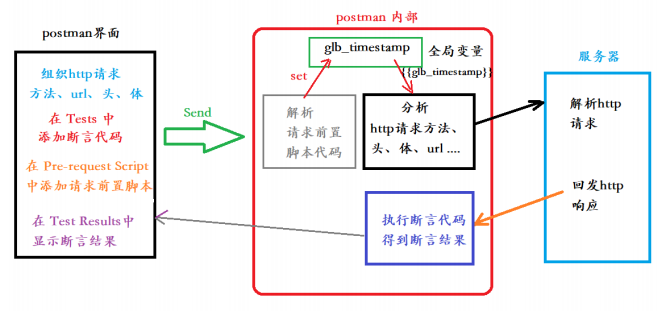 postman界面
组织http请求
方法、url、头、体
在 Tests 中
添加断言代码
在 Pre-request Script
中添加请求前置脚本
在 Test Results中
显示断言结果
Send
postman 内部
glb_timestamp
全局变量
{{glb_timestamp}}
set
解析
请求前置
脚本代码
分析
http请求方法、
头、体、url ....
执行断言代码
得到断言结果
服务器
解析http
请求
回发http
响应